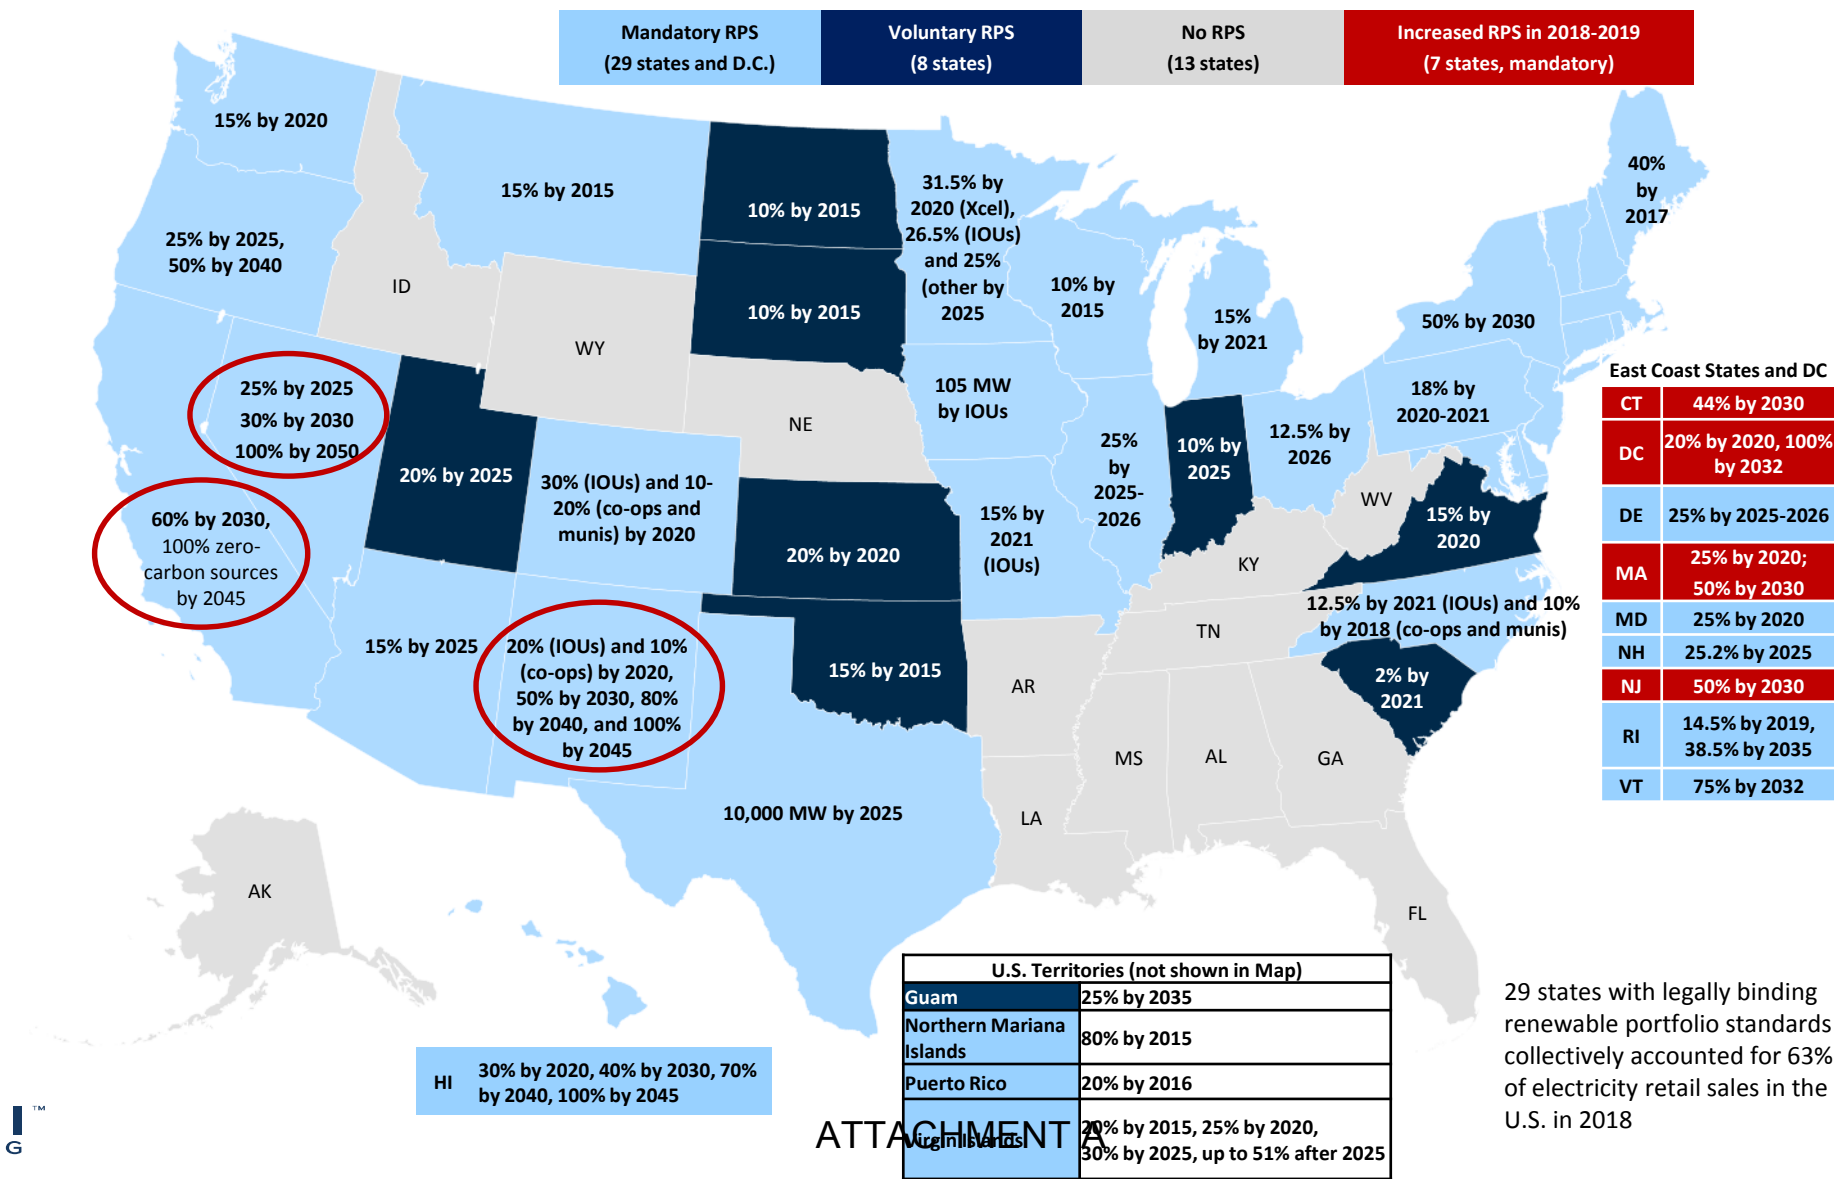 Mandatory RPS
(29 states and D.C.)
Voluntary RPS
(8 states)
No RPS
(13 states)
Increased RPS in 2018-2019
(7 states, mandatory)
15% by 2020
15% by 2015
25% by 2025,
50% by 2040
ID
WY
10% by 2015
10% by 2015
31.5% by
2020 (Xcel),
26.5% (IOUs)
and 25%
(other by
2025
10% by
2015
15%
by 2021
40%
by
2017
50% by 2030
25% by 2025
30% by 2030
100% by 2050
60% by 2030,
100% zero-
carbon sources
by 2045
20% by 2025
30% (IOUs) and 10-
20% (co-ops and
munis) by 2020
NE
105 MW
by IOUs
25%
by
2025-
2026
10% by
2025
12.5% by
2026
18% by
2020-2021
WV
15% by
2020
20% by 2020
15% by
2021
(IOUs)
KY
12.5% by 2021 (IOUs) and 10%
by 2018 (co-ops and munis)
TN
15% by 2025
20% (IOUs) and 10%
(co-ops) by 2020,
50% by 2030, 80%
by 2040, and 100%
by 2045
15% by 2015
AR
2% by
2021
MS
AL
GA
LA
FL
10,000 MW by 2025
AK
HI
30% by 2020, 40% by 2030, 70%
by 2040, 100% by 2045
East Coast States and DC
CT 44% by 2030
DC 20% by 2020, 100%
by 2032
DE 25% by 2025-2026
MA 25% by 2020;
50% by 2030
MD 25% by 2020
NH 25.2% by 2025
NJ 50% by 2030
RI 14.5% by 2019,
38.5% by 2035
VT 75% by 2032
U.S. Territories (not shown in Map)
Guam 25% by 2035
Northern Mariana
Islands
80% by 2015
Puerto Rico 20% by 2016
Virgin Islands
20% by 2015, 25% by 2020,
30% by 2025, up to 51% after 2025
29 states with legally binding
renewable portfolio standards
collectively accounted for 63%
of electricity retail sales in the
U.S. in 2018
ATTACHMENT A
I ™
G